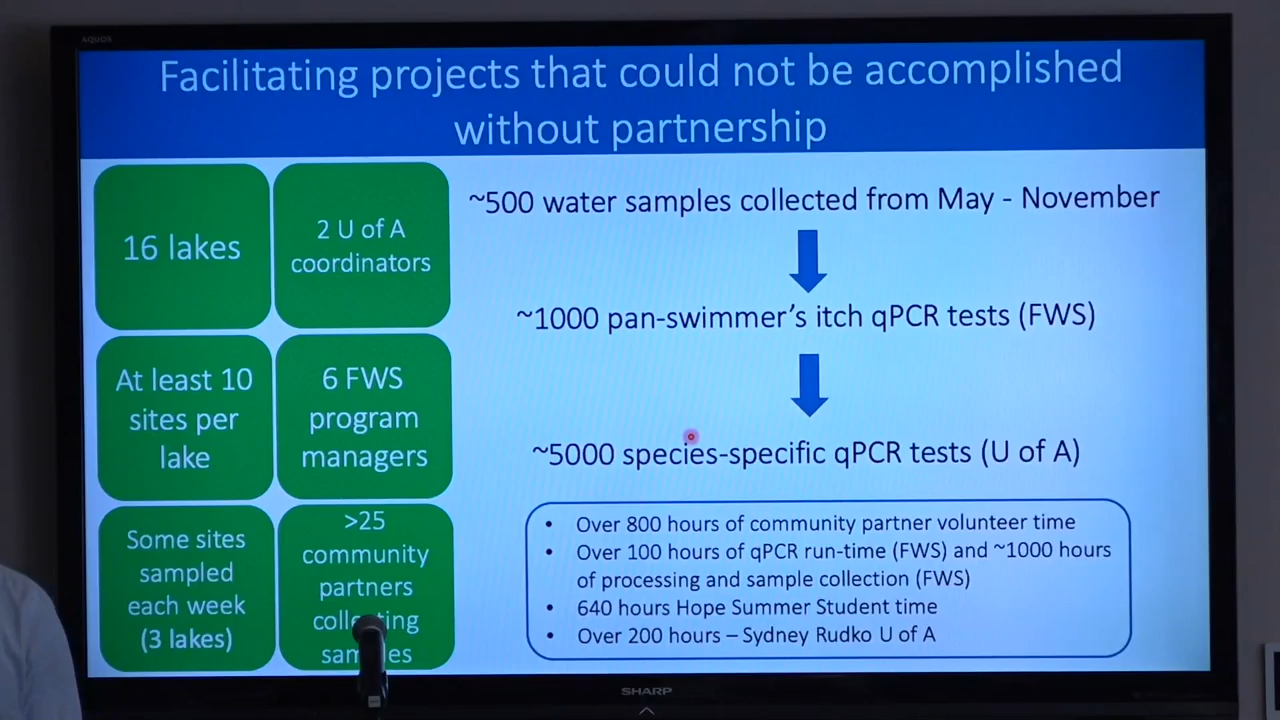 AQUOS
Facilitating projects that could not be accomplished
without partnership
16 lakes
2 U of A
coordinators
At least 10
sites per
lake
6 FWS
program
managers
Some sites
sampled
each week
(3 lakes)
>25
community
partners
collecting
samples
~500 water samples collected from May - November
~1000 pan-swimmer's itch qPCR tests (FWS)
~5000 species-specific qPCR tests (U of A)
• Over 800 hours of community partner volunteer time
• Over 100 hours of qPCR run-time (FWS) and ~1000 hours
of processing and sample collection (FWS)
• 640 hours Hope Summer Student time
• Over 200 hours – Sydney Rudko U of A
SHARP